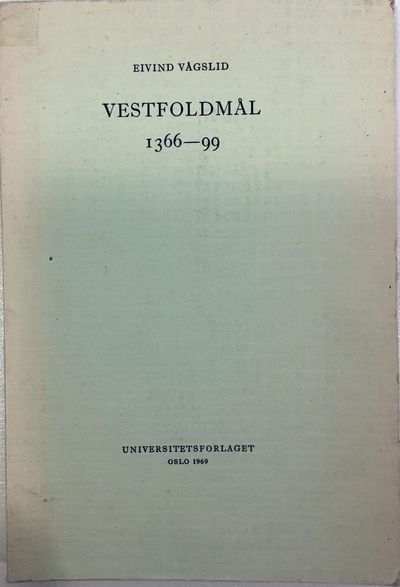 EIVIND VÅGSLID
VESTFOLDMÅL
1366—99
UNIVERSITETSFORLAGET
OSLO 1969